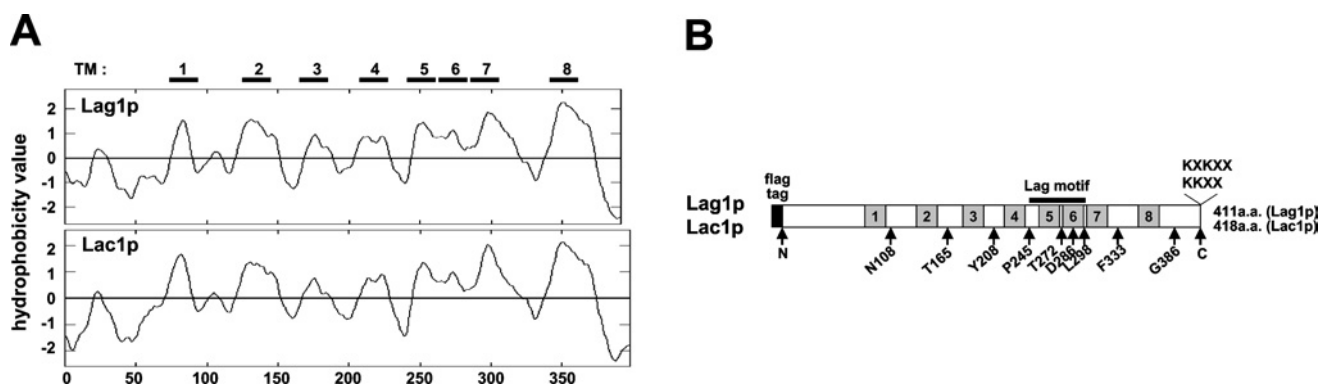 A
TM : 1 2 3 4 5 6 7 8
hydrophobicity value
Lag1p
2
1
0
-1
-2
Lac1p
2
1
0
-1
-2
0 50 100 150 200 250 300 350
B
KXKXX
KKXX
flag
tag
Lag motif
Lag1p
Lac1p
1 2 3 4 5 6 7 8
411a.a. (Lag1p)
418a.a. (Lac1p)
N N108 T165 Y208 P245 T272 D286 L298 F333 G386 C